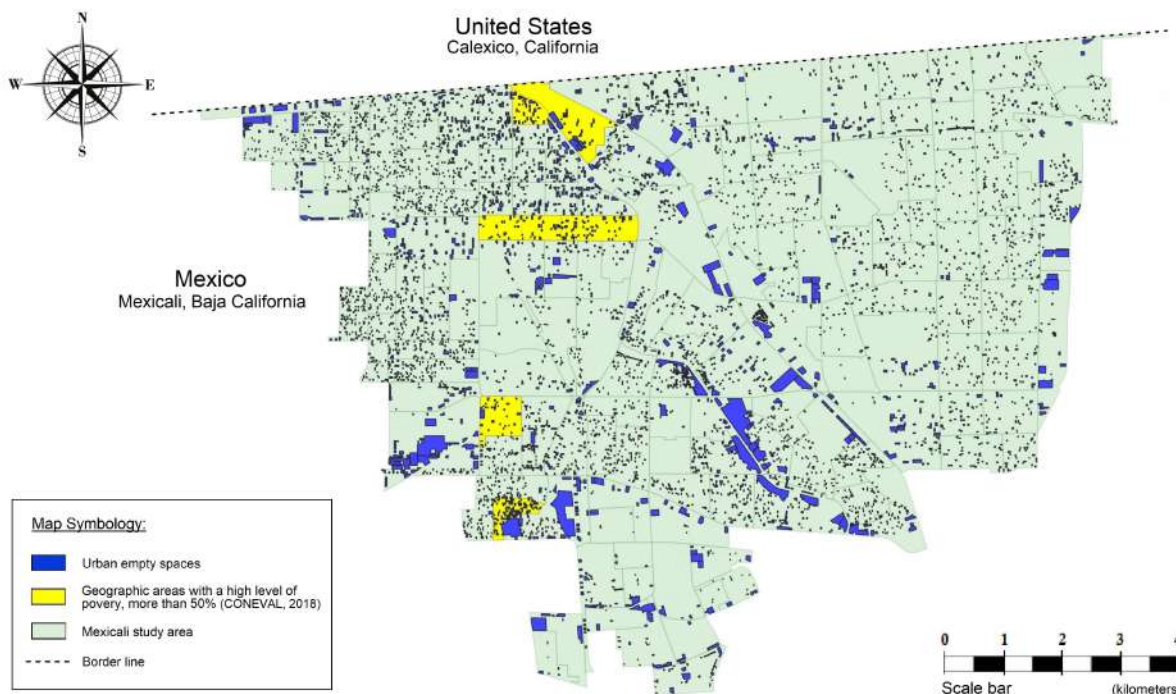 N
W
E
S
United States
Calexico, California
Mexico
Mexicali, Baja California
Map Symbology:
Urban empty spaces
Geographic areas with a high level of
povery, more than 50% (CONEVAL, 2018)
Mexicali study area
Border line
0 1 2 3 4
Scale bar (kilometers